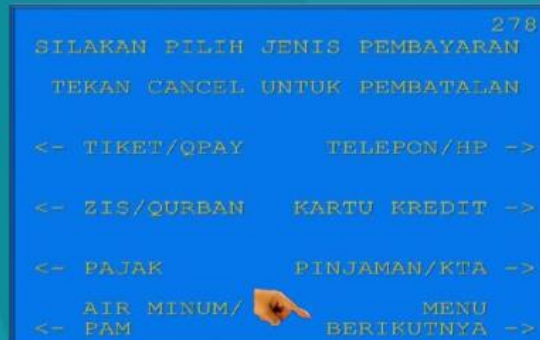 278
SILAKAN PILIH JENIS PEMBAYARAN
TEKAN CANCEL UNTUK PEMBATALAN
<- TIKET/QPAY TELEPON/HP ->
<- ZIS/QURBAN KARTU KREDIT ->
<- PAJAK PINJAMAN/KTA ->
AIR MINUM/ MENU
<- PAM BERIKUTNYA ->